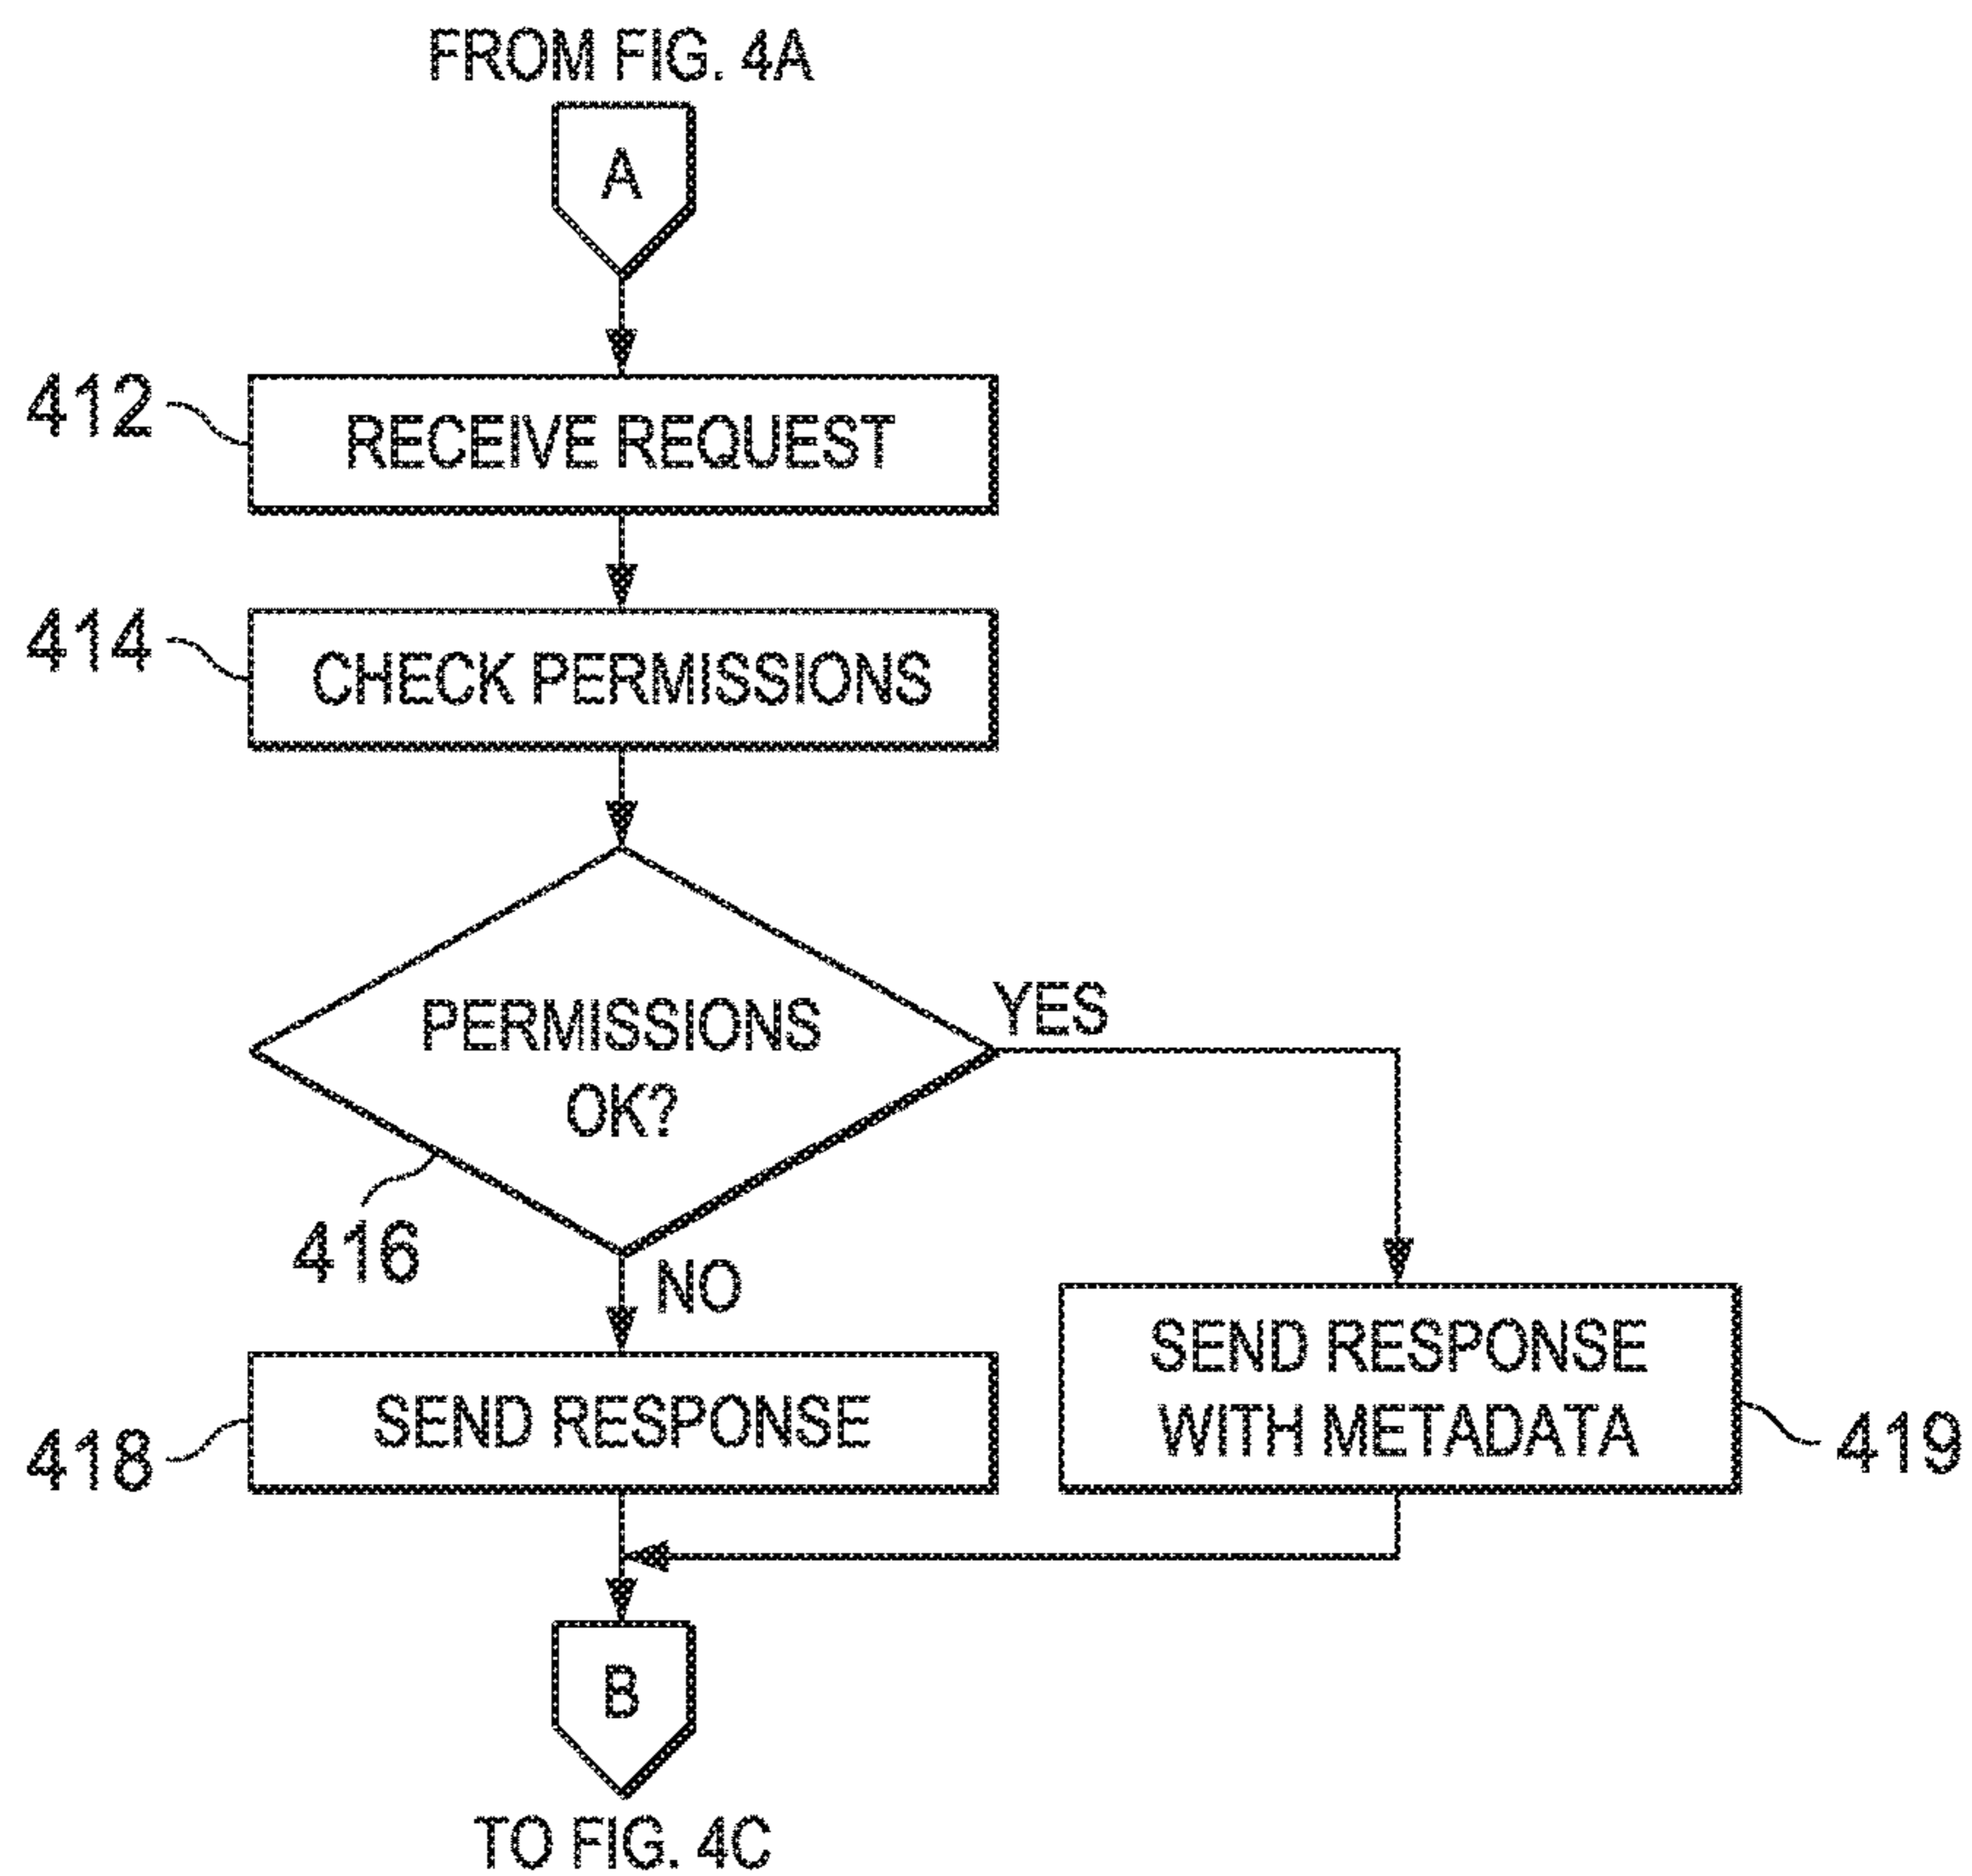 FROM FIG. 4A
A
412
RECEIVE REQUEST
414
CHECK PERMISSIONS
PERMISSIONS
OK?
YES
416
NO
418
SEND RESPONSE
SEND RESPONSE
WITH METADATA
419
B
TO FIG. 4C